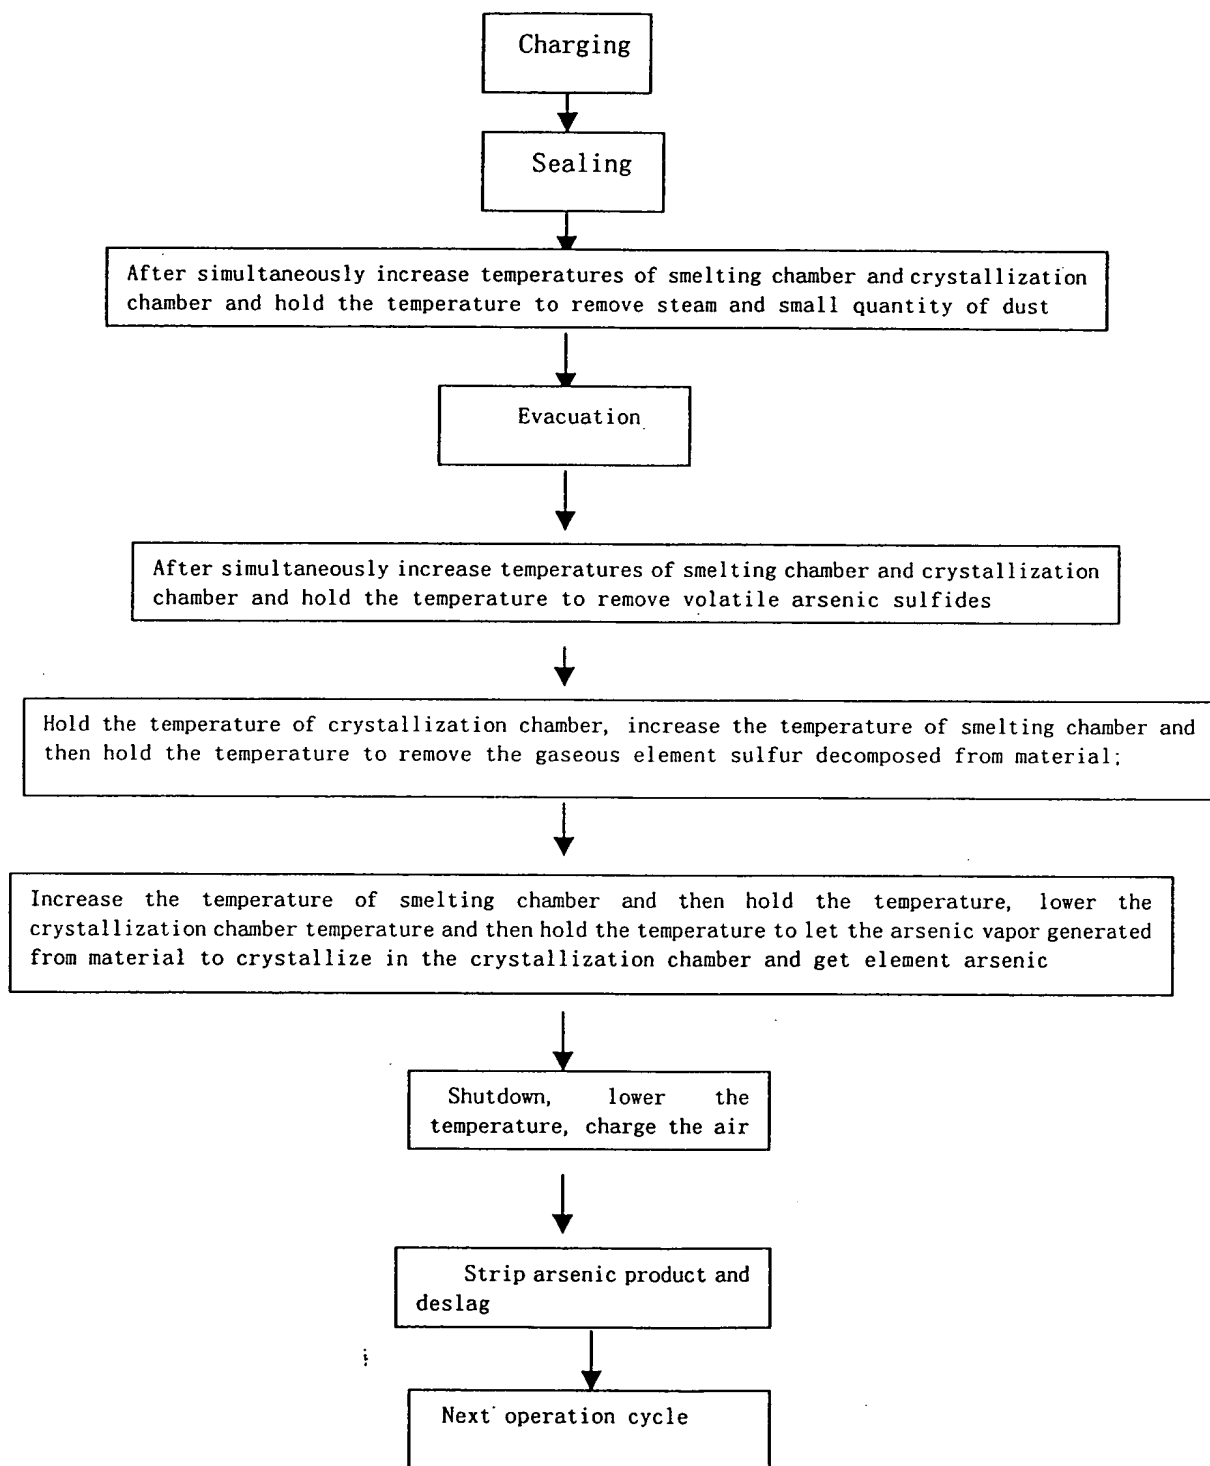 Charging
Sealing
After simultaneously increase temperatures of smelting chamber and crystallization
chamber and hold the temperature to remove steam and small quantity of dust
Evacuation
After simultaneously increase temperatures of smelting chamber and crystallization
chamber and hold the temperature to remove volatile arsenic sulfides
Hold the temperature of crystallization chamber, increase the temperature of smelting chamber and
then hold the temperature to remove the gaseous element sulfur decomposed from material;
Increase the temperature of smelting chamber and then hold the temperature, lower the
crystallization chamber temperature and then hold the temperature to let the arsenic vapor generated
from material to crystallize in the crystallization chamber and get element arsenic
Shutdown, lower the
temperature, charge the air
Strip arsenic product and
deslag
Next operation cycle